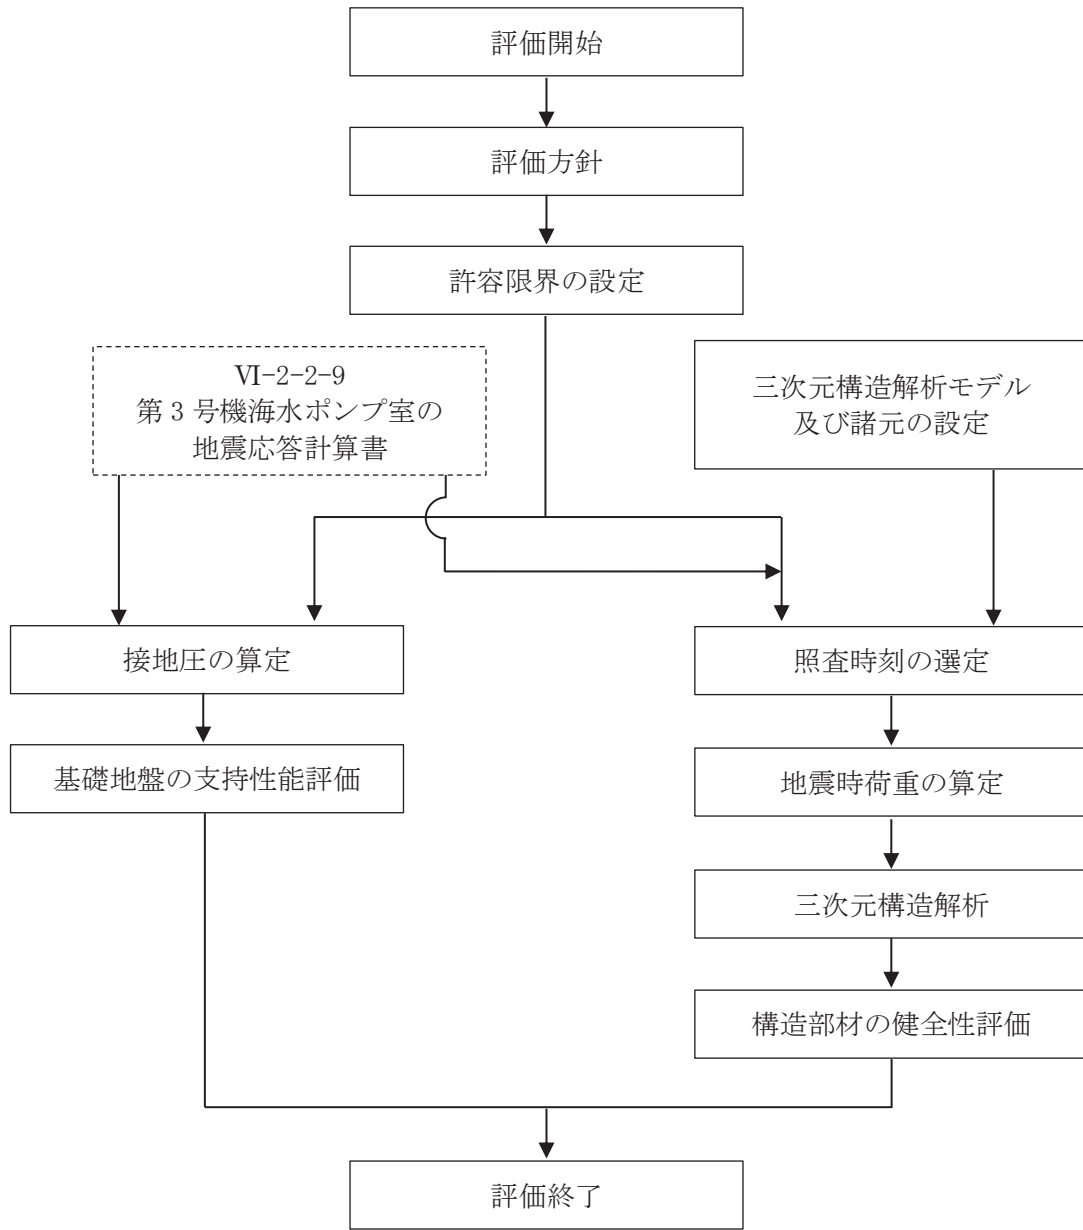 評価開始
評価方針
許容限界の設定
Ⅵ-2-2-9
第 3 号機海水ポンプ室の
地震応答計算書
三次元構造解析モデル
及び諸元の設定
接地圧の算定
基礎地盤の支持性能評価
照査時刻の選定
地震時荷重の算定
三次元構造解析
構造部材の健全性評価
評価終了